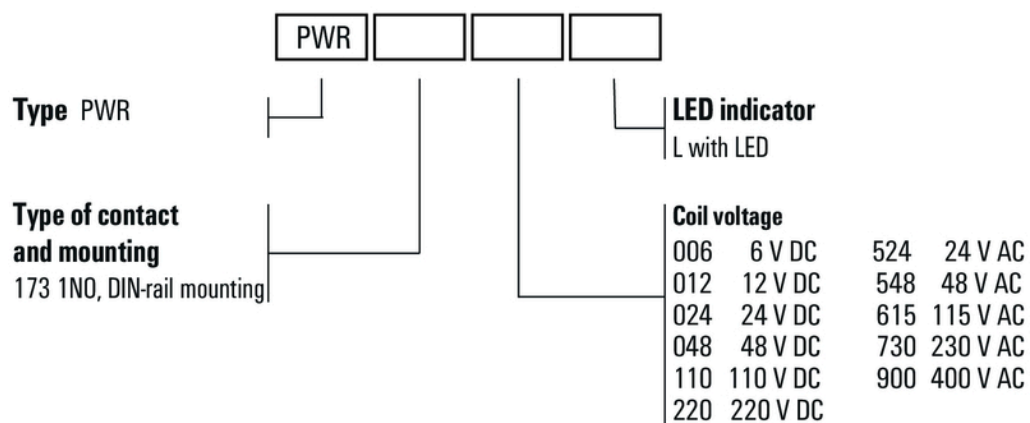 PWR
Type PWR
LED indicator
L with LED
Type of contact
and mounting
173 1NO, DIN-rail mounting
Coil voltage
006 6 V DC 524 24 V AC
012 12 V DC 548 48 V AC
024 24 V DC 615 115 V AC
048 48 V DC 730 230 V AC
110 110 V DC 900 400 V AC
220 220 V DC